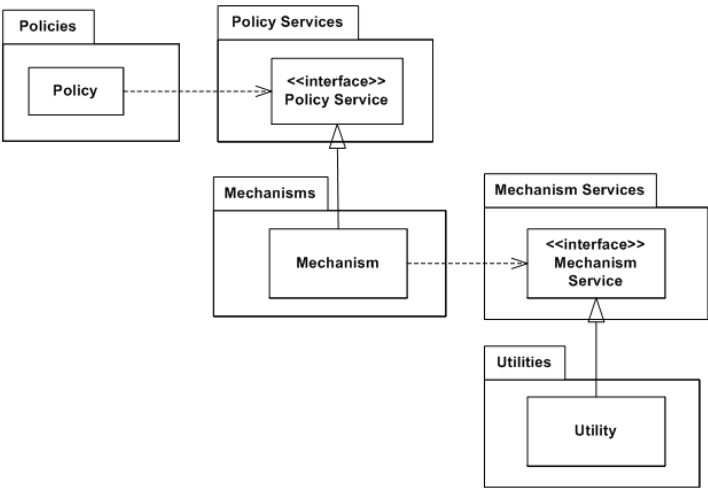 Policies
Policy
Policy Services
<<interface>>
Policy Service
Mechanisms
Mechanism
Mechanism Services
<<interface>>
Mechanism
Service
Utilities
Utility